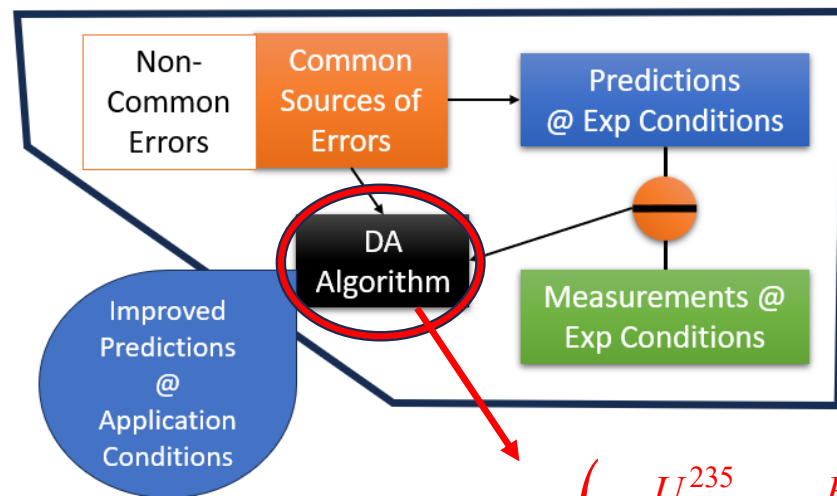 Non-
Common
Errors
Common
Sources of
Errors
Predictions
@ Exp Conditions
DA
Algorithm
Measurements @
Exp Conditions
Improved
Predictions
@
Application
Conditions
( U^235